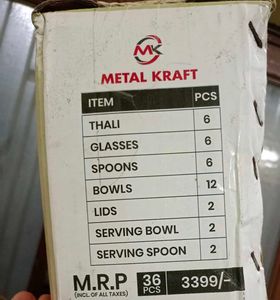 MK
METAL KRAFT
ITEM PCS
THALI 6
GLASSES 6
SPOONS 6
BOWLS 12
LIDS 2
SERVING BOWL 2
SERVING SPOON 2
M.R.P 36 PCS 3399/-
(INCL. OF ALL TAXES)